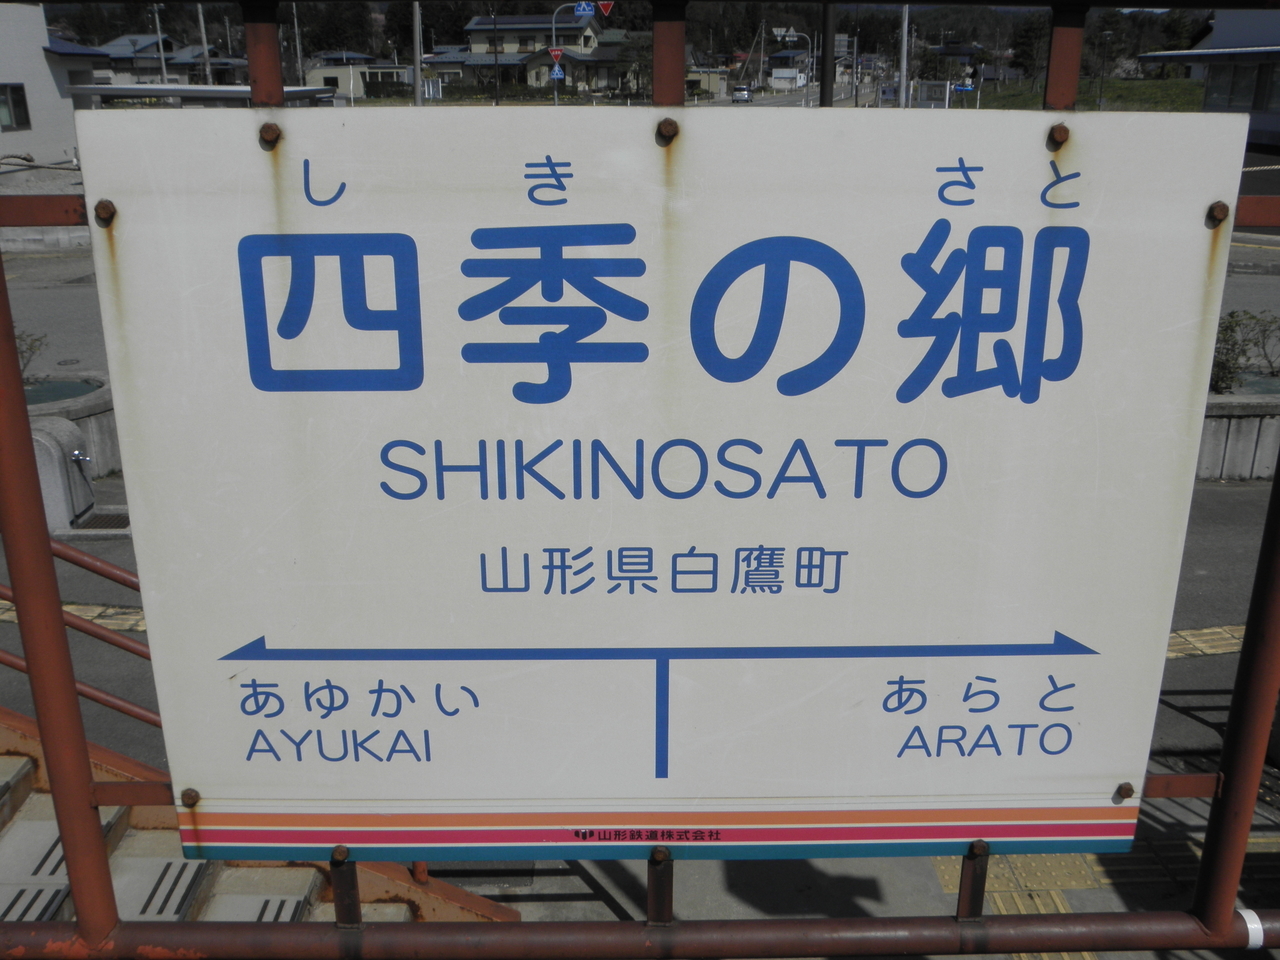 し き さと
四季の郷
SHIKINOSATO
山形県白鷹町
あゆかい あらと
AYUKAI ARATO
山形鉄道株式会社